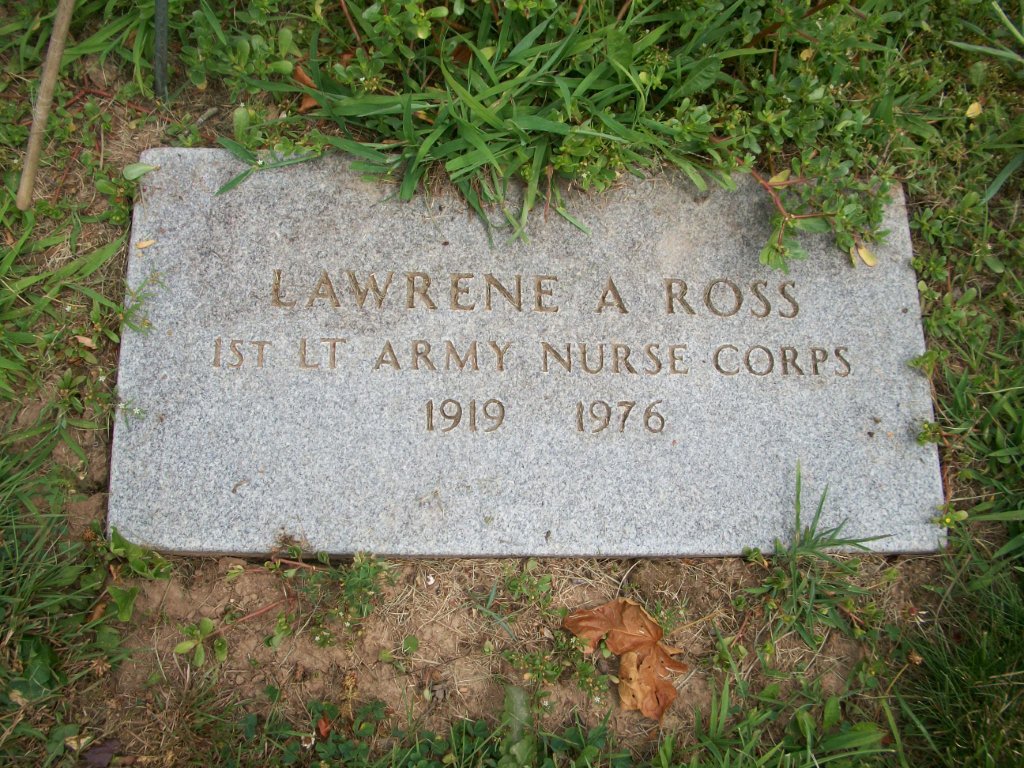 LAWRENE A ROSS
1ST LT ARMY NURSE CORPS
1919 1976